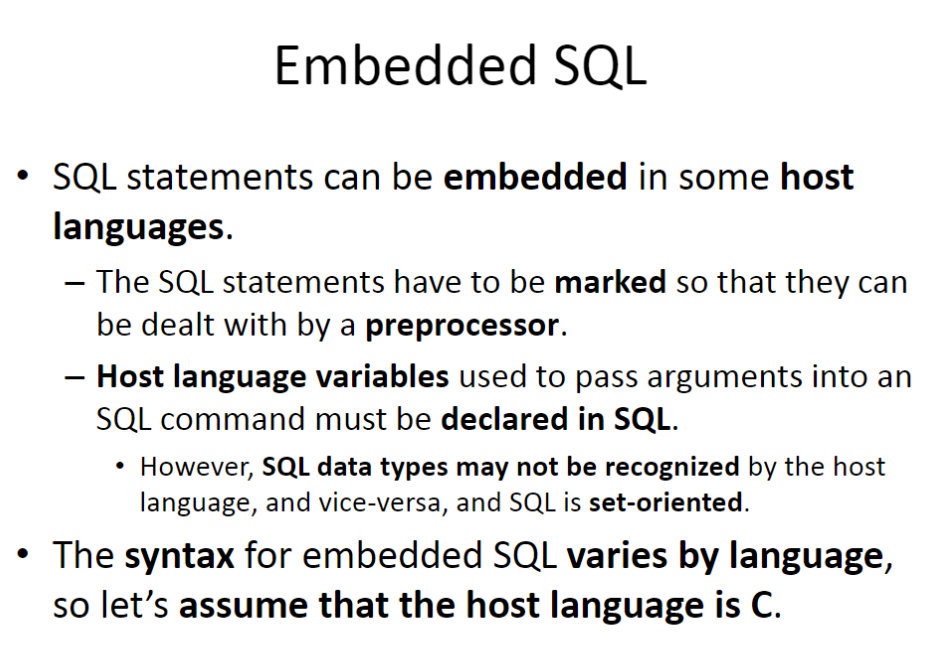 Embedded SQL
• SQL statements can be embedded in some host
languages.
– The SQL statements have to be marked so that they can
be dealt with by a preprocessor.
– Host language variables used to pass arguments into an
SQL command must be declared in SQL.
• However, SQL data types may not be recognized by the host
language, and vice-versa, and SQL is set-oriented.
• The syntax for embedded SQL varies by language,
so let’s assume that the host language is C.